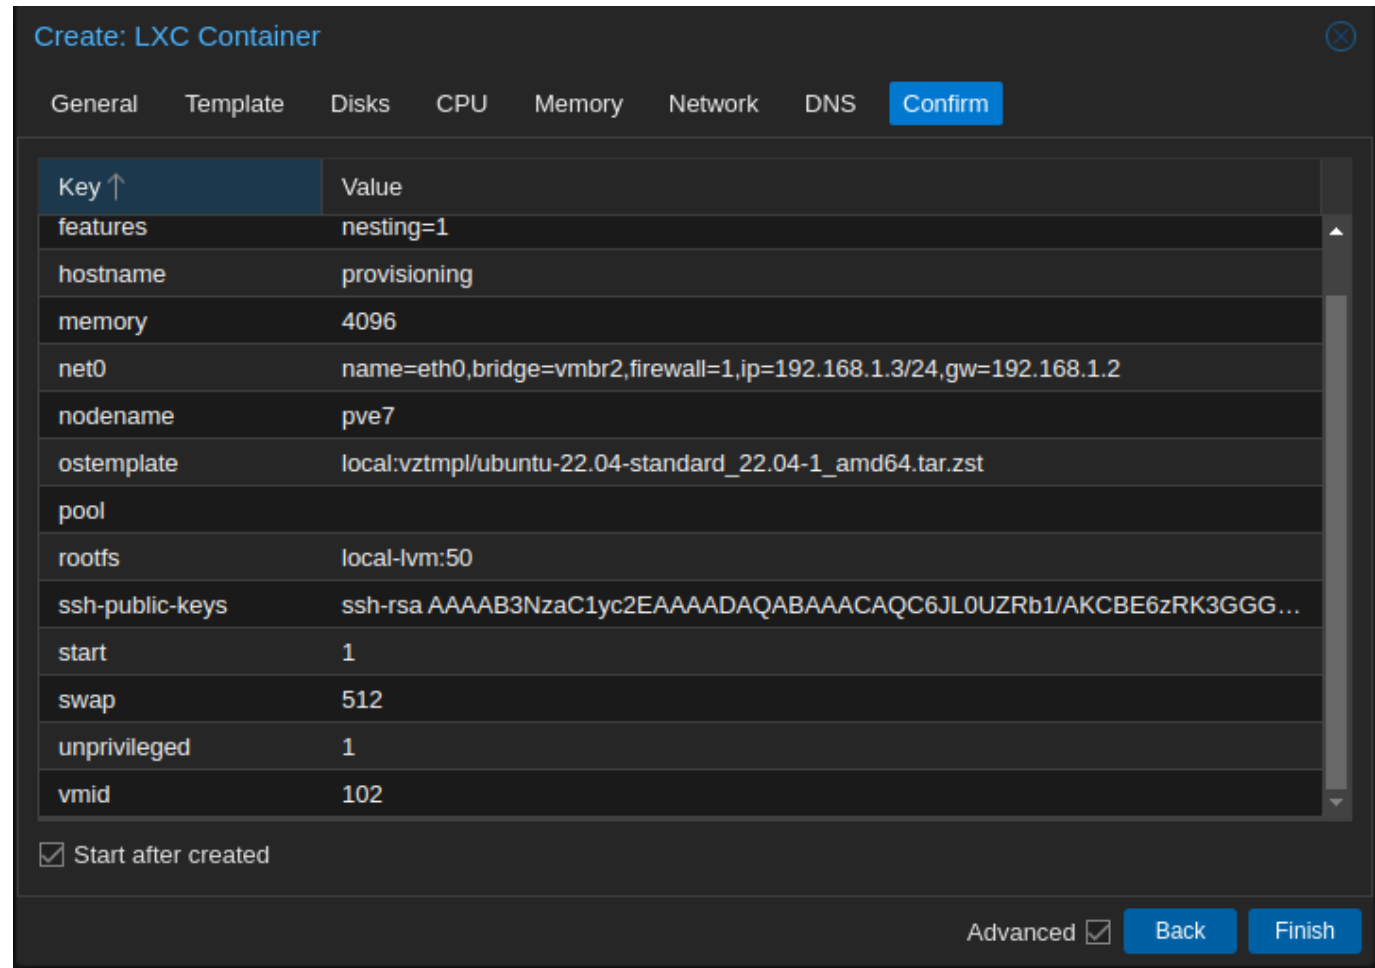 Create: LXC Container
General Template Disks CPU Memory Network DNS Confirm
Key Value
features nesting=1
hostname provisioning
memory 4096
net0 name=eth0,bridge=vmbr2,firewall=1,ip=192.168.1.3/24,gw=192.168.1.2
nodename pve7
ostemplate local:vztmpl/ubuntu-22.04-standard_22.04-1_amd64.tar.zst
pool
rootfs local-lvm:50
ssh-public-keys ssh-rsa AAAAB3NzaC1yc2EAAAADAQABAAACAQC6JL0UZRb1/AKCBE6zRK3GGG…
start 1
swap 512
unprivileged 1
vmid 102
Start after created
Advanced Back Finish